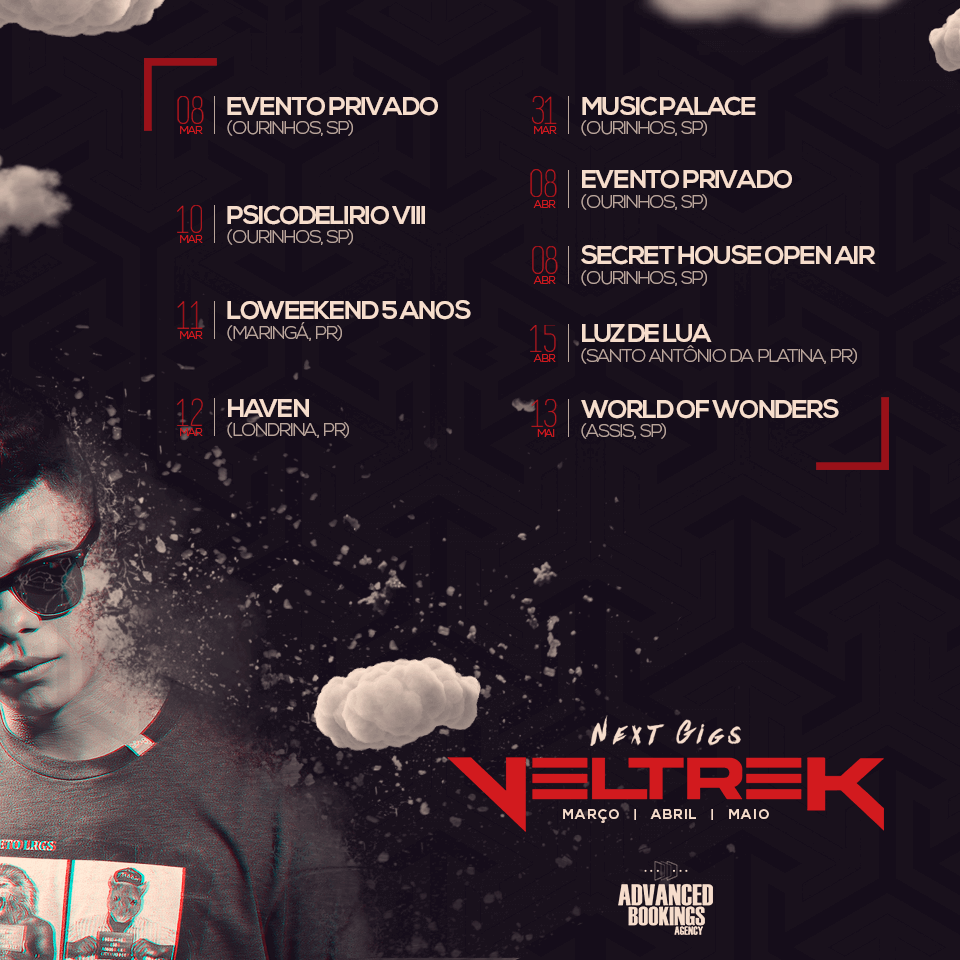 08
MAR
EVENTO PRIVADO
(OURINHOS, SP)
10
MAR
PSICODELIRIO VIII
(OURINHOS, SP)
11
MAR
LOWEEKEND 5 ANOS
(MARINGÁ, PR)
12
MAR
HAVEN
(LONDRINA, PR)
31
MAR
MUSIC PALACE
(OURINHOS, SP)
08
ABR
EVENTO PRIVADO
(OURINHOS, SP)
08
ABR
SECRET HOUSE OPEN AIR
(OURINHOS, SP)
15
ABR
LUZ DE LUA
(SANTO ANTÔNIO DA PLATINA, PR)
13
MAI
WORLD OF WONDERS
(ASSIS, SP)
NEXT GIGS
VELTREK
MARÇO | ABRIL | MAIO
ADVANCED
BOOKINGS
AGENCY